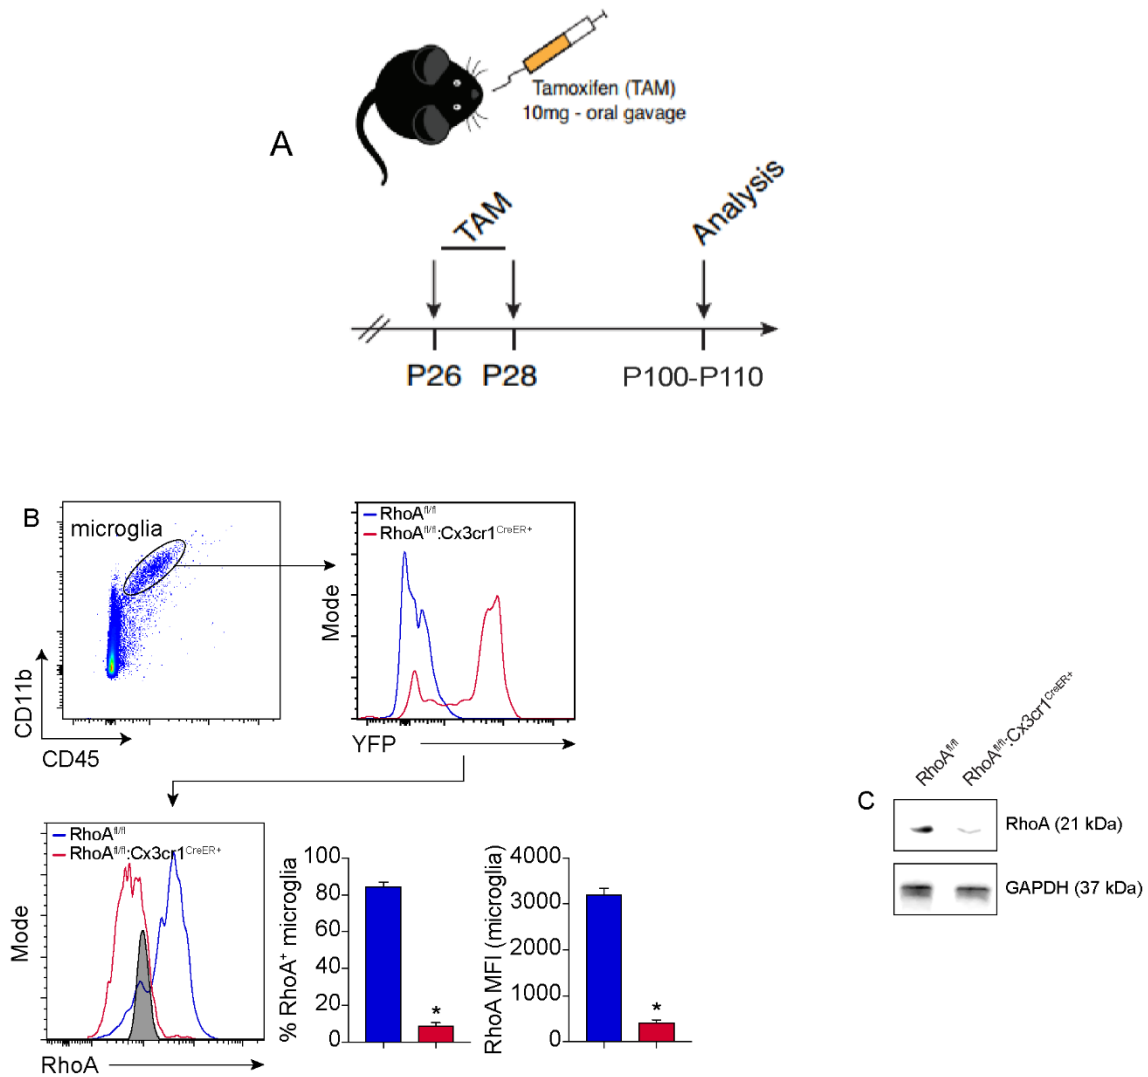 A
Tamoxifen (TAM)
10mg - oral gavage
TAM
Analysis
P26
P28
P100-P110
B
microglia
CD11b
CD45
RhoAfl/fl
RhoAfl/fl:Cx3cr1CreER+
Mode
YFP
RhoAfl/fl
RhoAfl/fl:Cx3cr1CreER+
Mode
RhoA
% RhoA+ microglia
100
80
60
40
20
0
*
RhoA MFI (microglia)
4000
3000
2000
1000
0
*
C
RhoAfl/fl
RhoAfl/fl:Cx3cr1CreER+
RhoA (21 kDa)
GAPDH (37 kDa)